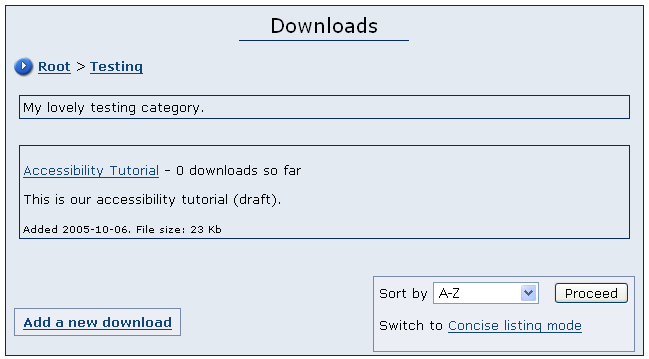 Downloads
Root > Testing
My lovely testing category.
Accessibility Tutorial - 0 downloads so far
This is our accessibility tutorial (draft).
Added 2005-10-06. File size: 23 Kb
Sort by A-Z Proceed
Switch to Concise listing mode
Add a new download